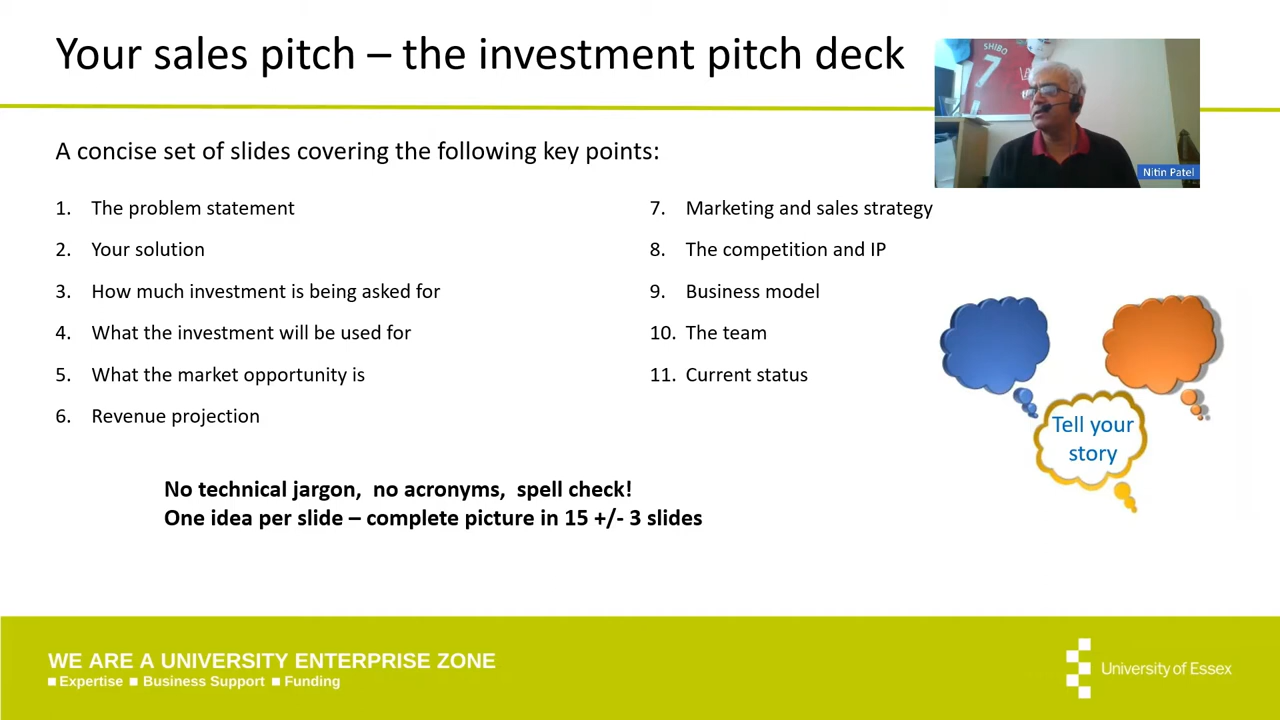 Your sales pitch – the investment pitch deck
SHIBO
7
Nitin Patel
A concise set of slides covering the following key points:
1. The problem statement
2. Your solution
3. How much investment is being asked for
4. What the investment will be used for
5. What the market opportunity is
6. Revenue projection
7. Marketing and sales strategy
8. The competition and IP
9. Business model
10. The team
11. Current status
Tell your
story
No technical jargon, no acronyms, spell check!
One idea per slide – complete picture in 15 +/- 3 slides
WE ARE A UNIVERSITY ENTERPRISE ZONE
Expertise Business Support Funding
University of Essex